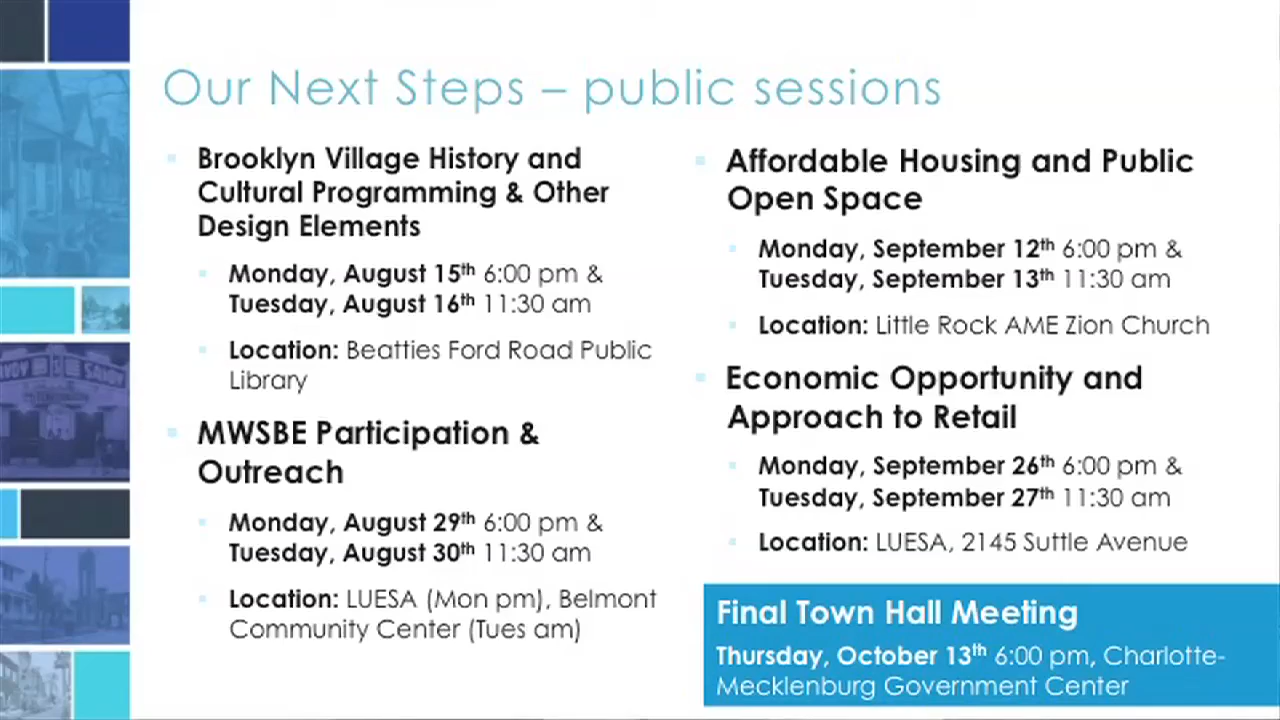 Our Next Steps – public sessions
Brooklyn Village History and
Cultural Programming & Other
Design Elements
Monday, August 15th 6:00 pm &
Tuesday, August 16th 11:30 am
Location: Beatties Ford Road Public
Library
MWSBE Participation &
Outreach
Monday, August 29th 6:00 pm &
Tuesday, August 30th 11:30 am
Location: LUESA (Mon pm), Belmont
Community Center (Tues am)
Affordable Housing and Public
Open Space
Monday, September 12th 6:00 pm &
Tuesday, September 13th 11:30 am
Location: Little Rock AME Zion Church
Economic Opportunity and
Approach to Retail
Monday, September 26th 6:00 pm &
Tuesday, September 27th 11:30 am
Location: LUESA, 2145 Suttle Avenue
Final Town Hall Meeting
Thursday, October 13th 6:00 pm, Charlotte-
Mecklenburg Government Center